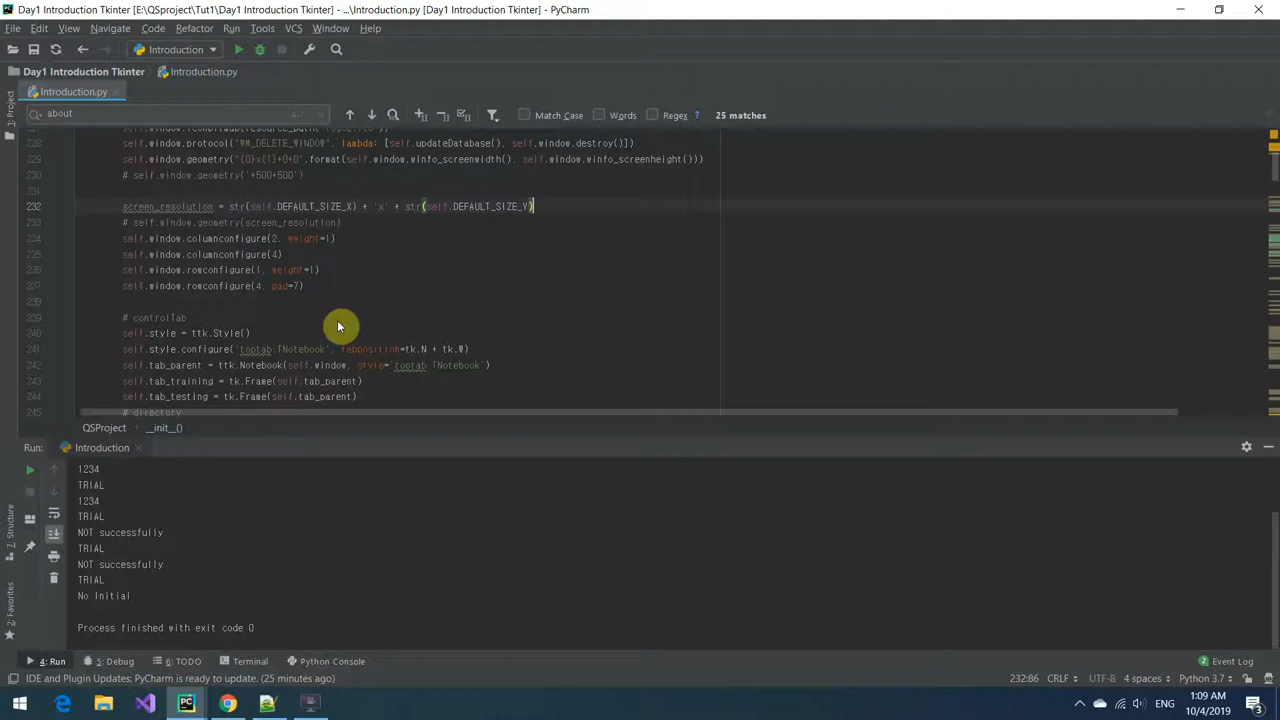 Day1 Introduction Tkinter [E:\QSproject\Tut1\Day1 Introduction Tkinter] - ...\Introduction.py [Day1 Introduction Tkinter] - PyCharm
File Edit View Navigate Code Refactor Run Tools VCS Window Help
Introduction
Day1 Introduction Tkinter Introduction.py
Introduction.py
about Match Case Words Regex ? 25 matches
228 self.window.protocol("WM_DELETE_WINDOW", lambda: [self.updateDatabase(), self.window.destroy()])
229 self.window.geometry("{0}x{1}+0+0".format(self.window.winfo_screenwidth(), self.window.winfo_screenheight()))
230 # self.window.geometry('+500+500')
231
232 screen_resolution = str(self.DEFAULT_SIZE_X) + 'x' + str(self.DEFAULT_SIZE_Y)
233 # self.window.geometry(screen_resolution)
234 self.window.columnconfigure(2, weight=1)
235 self.window.columnconfigure(4)
236 self.window.rowconfigure(1, weight=1)
237 self.window.rowconfigure(4, pad=7)
238
239 # controlTab
240 self.style = ttk.Style()
241 self.style.configure('toptab.TNotebook', tabposition=tk.N + tk.W)
242 self.tab_parent = ttk.Notebook(self.window, style='toptab.TNotebook')
243 self.tab_training = tk.Frame(self.tab_parent)
244 self.tab_testing = tk.Frame(self.tab_parent)
245 # directory
QSProject __init__()
Run: Introduction
1234
TRIAL
1234
TRIAL
NOT successfully
TRIAL
NOT successfully
TRIAL
No Initial
Process finished with exit code 0
1: Project
7: Structure
2: Favorites
4: Run 5: Debug 6: TODO Terminal Python Console 2 Event Log
IDE and Plugin Updates: PyCharm is ready to update. (25 minutes ago) 232:86 CRLF UTF-8 4 spaces Python 3.7
PC ENG 1:09 AM
10/4/2019 3